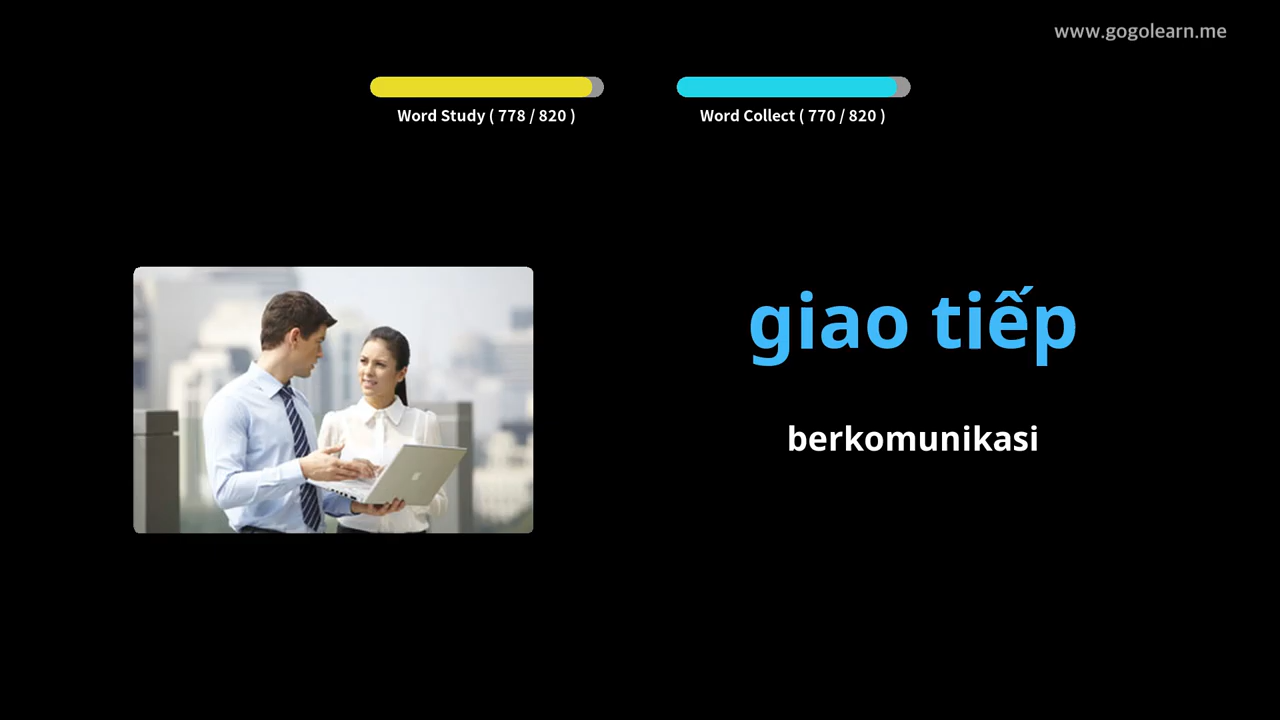 www.gogolearn.me
Word Study ( 778 / 820 )
Word Collect ( 770 / 820 )
giao tiếp
berkomunikasi